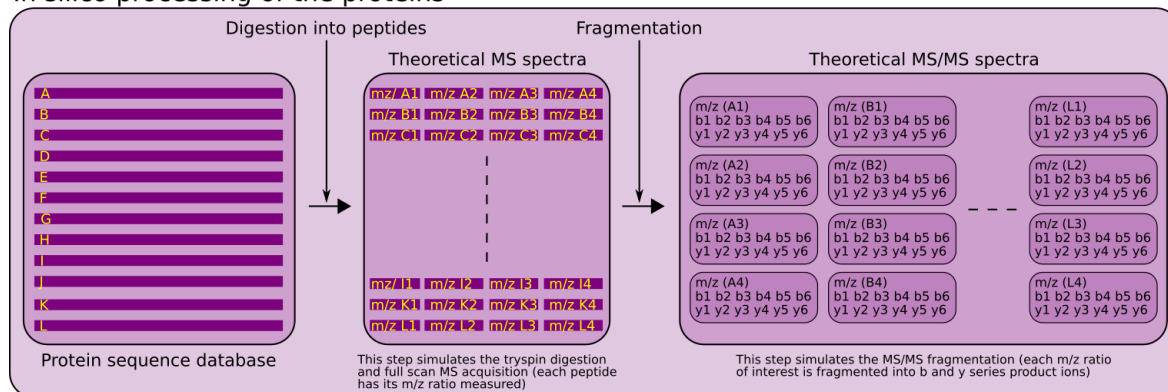 In silico processing of the proteins
Digestion into peptides
Fragmentation
Theoretical MS spectra
Theoretical MS/MS spectra
A
B
C
D
E
F
G
H
I
J
K
L
Protein sequence database
mz/ A1 m/z A2 m/z A3 m/z A4
m/z B1 m/z B2 m/z B3 m/z B4
m/z C1 m/z C2 m/z C3 m/z C4
mz/ I1 m/z I2 m/z I3 m/z I4
m/z K1 m/z K2 m/z K3 m/z K4
m/z L1 m/z L2 m/z L3 m/z L4
This step simulates the tryspin digestion
and full scan MS acquisition (each peptide
has its m/z ratio measured)
m/z (A1)
b1 b2 b3 b4 b5 b6
y1 y2 y3 y4 y5 y6
m/z (B1)
b1 b2 b3 b4 b5 b6
y1 y2 y3 y4 y5 y6
m/z (L1)
b1 b2 b3 b4 b5 b6
y1 y2 y3 y4 y5 y6
m/z (A2)
b1 b2 b3 b4 b5 b6
y1 y2 y3 y4 y5 y6
m/z (B2)
b1 b2 b3 b4 b5 b6
y1 y2 y3 y4 y5 y6
m/z (L2)
b1 b2 b3 b4 b5 b6
y1 y2 y3 y4 y5 y6
m/z (A3)
b1 b2 b3 b4 b5 b6
y1 y2 y3 y4 y5 y6
m/z (B3)
b1 b2 b3 b4 b5 b6
y1 y2 y3 y4 y5 y6
m/z (L3)
b1 b2 b3 b4 b5 b6
y1 y2 y3 y4 y5 y6
m/z (A4)
b1 b2 b3 b4 b5 b6
y1 y2 y3 y4 y5 y6
m/z (B4)
b1 b2 b3 b4 b5 b6
y1 y2 y3 y4 y5 y6
m/z (L4)
b1 b2 b3 b4 b5 b6
y1 y2 y3 y4 y5 y6
This step simulates the MS/MS fragmentation (each m/z ratio
of interest is fragmented into b and y series product ions)